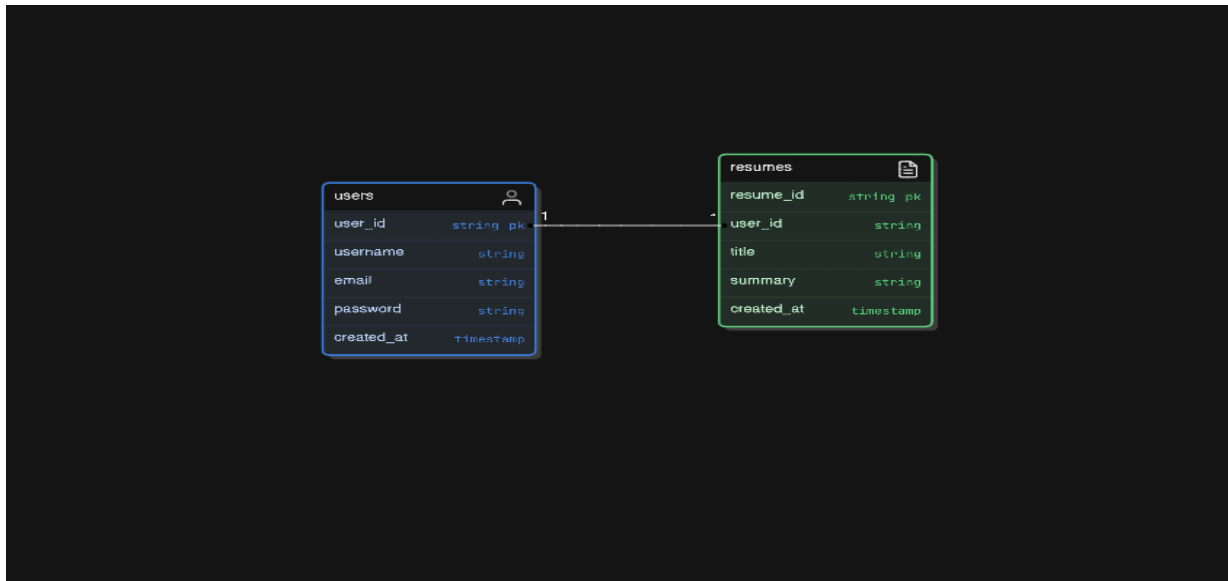 users
user_id string pk
username string
email string
password string
created_at timestamp
1
resumes
resume_id string pk
user_id string
title string
summary string
created_at timestamp